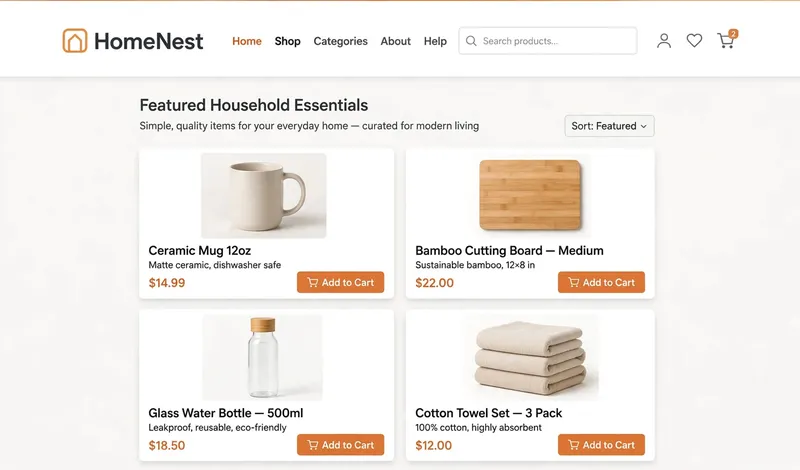 HomeNest
Home Shop Categories About Help Search products... 2
Featured Household Essentials
Simple, quality items for your everyday home — curated for modern living
Sort: Featured
Ceramic Mug 12oz
Matte ceramic, dishwasher safe
$14.99
Add to Cart
Bamboo Cutting Board — Medium
Sustainable bamboo, 12×8 in
$22.00
Add to Cart
Glass Water Bottle — 500ml
Leakproof, reusable, eco-friendly
$18.50
Add to Cart
Cotton Towel Set — 3 Pack
100% cotton, highly absorbent
$12.00
Add to Cart